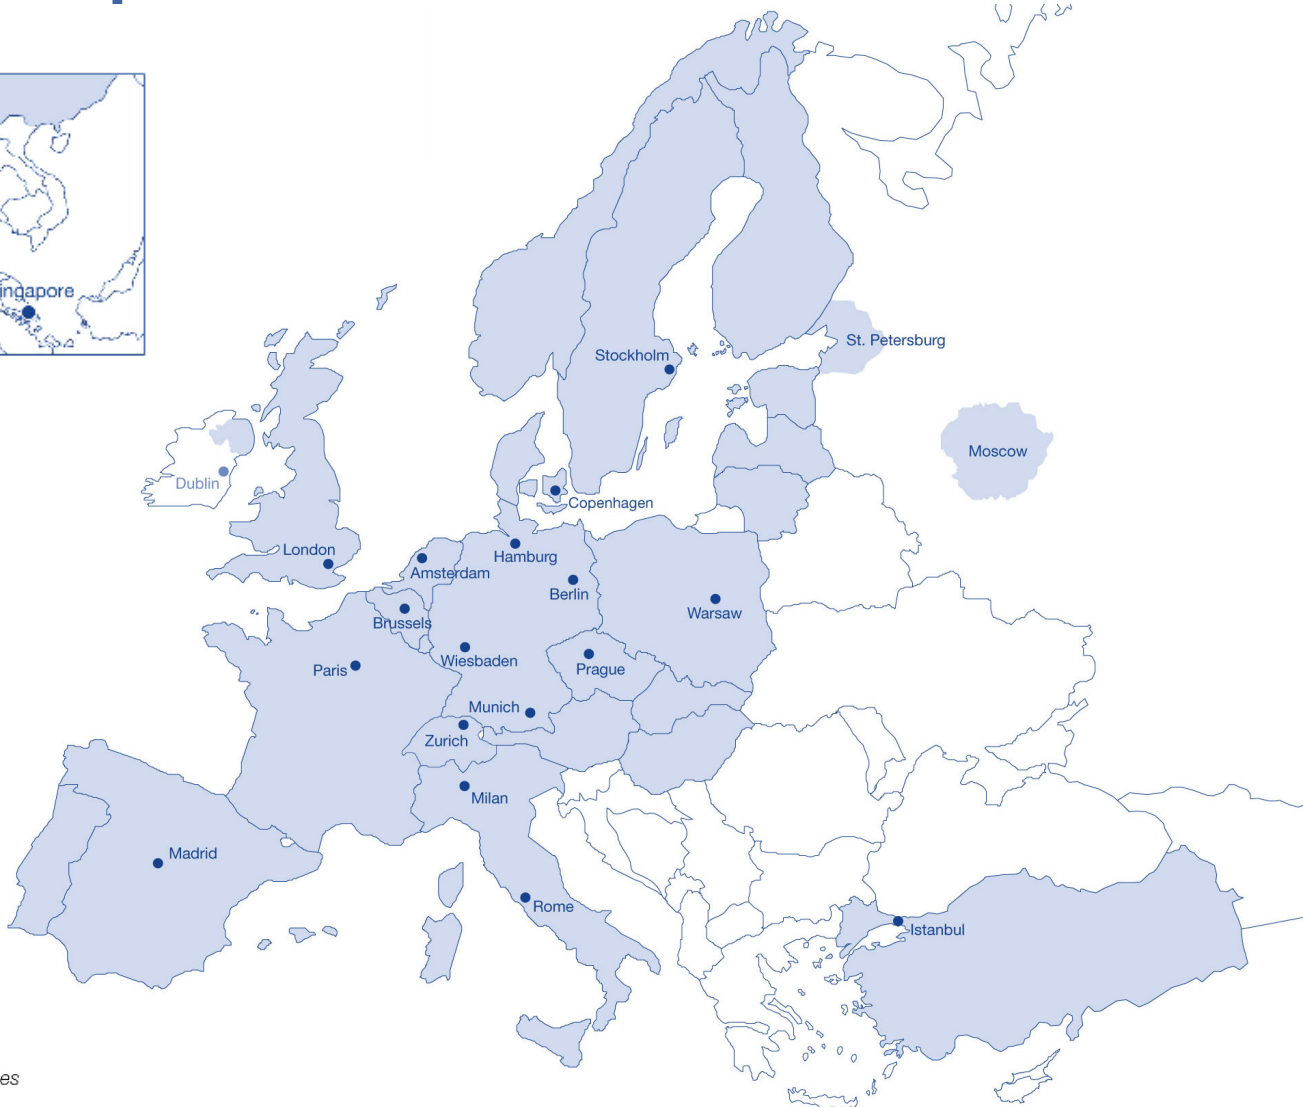 Stockholm
St. Petersburg
Moscow
Dublin
Copenhagen
London
Hamburg
Amsterdam
Berlin
Brussels
Warsaw
Wiesbaden
Paris
Prague
Munich
Zurich
Milan
Madrid
Rome
Istanbul
ingapore
es